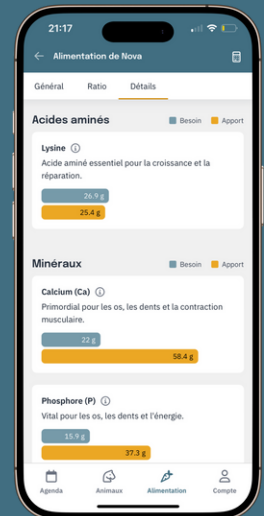 21:17
Alimentation de Nova
Général Ratio Détails
Acides aminés Besoin Apport
Lysine
Acide aminé essentiel pour la croissance et la
réparation.
26.9 g
25.4 g
Minéraux Besoin Apport
Calcium (Ca)
Primordial pour les os, les dents et la contraction
musculaire.
22 g
58.4 g
Phosphore (P)
Vital pour les os, les dents et l'énergie.
15.9 g
37.3 g
Agenda Animaux Alimentation Compte